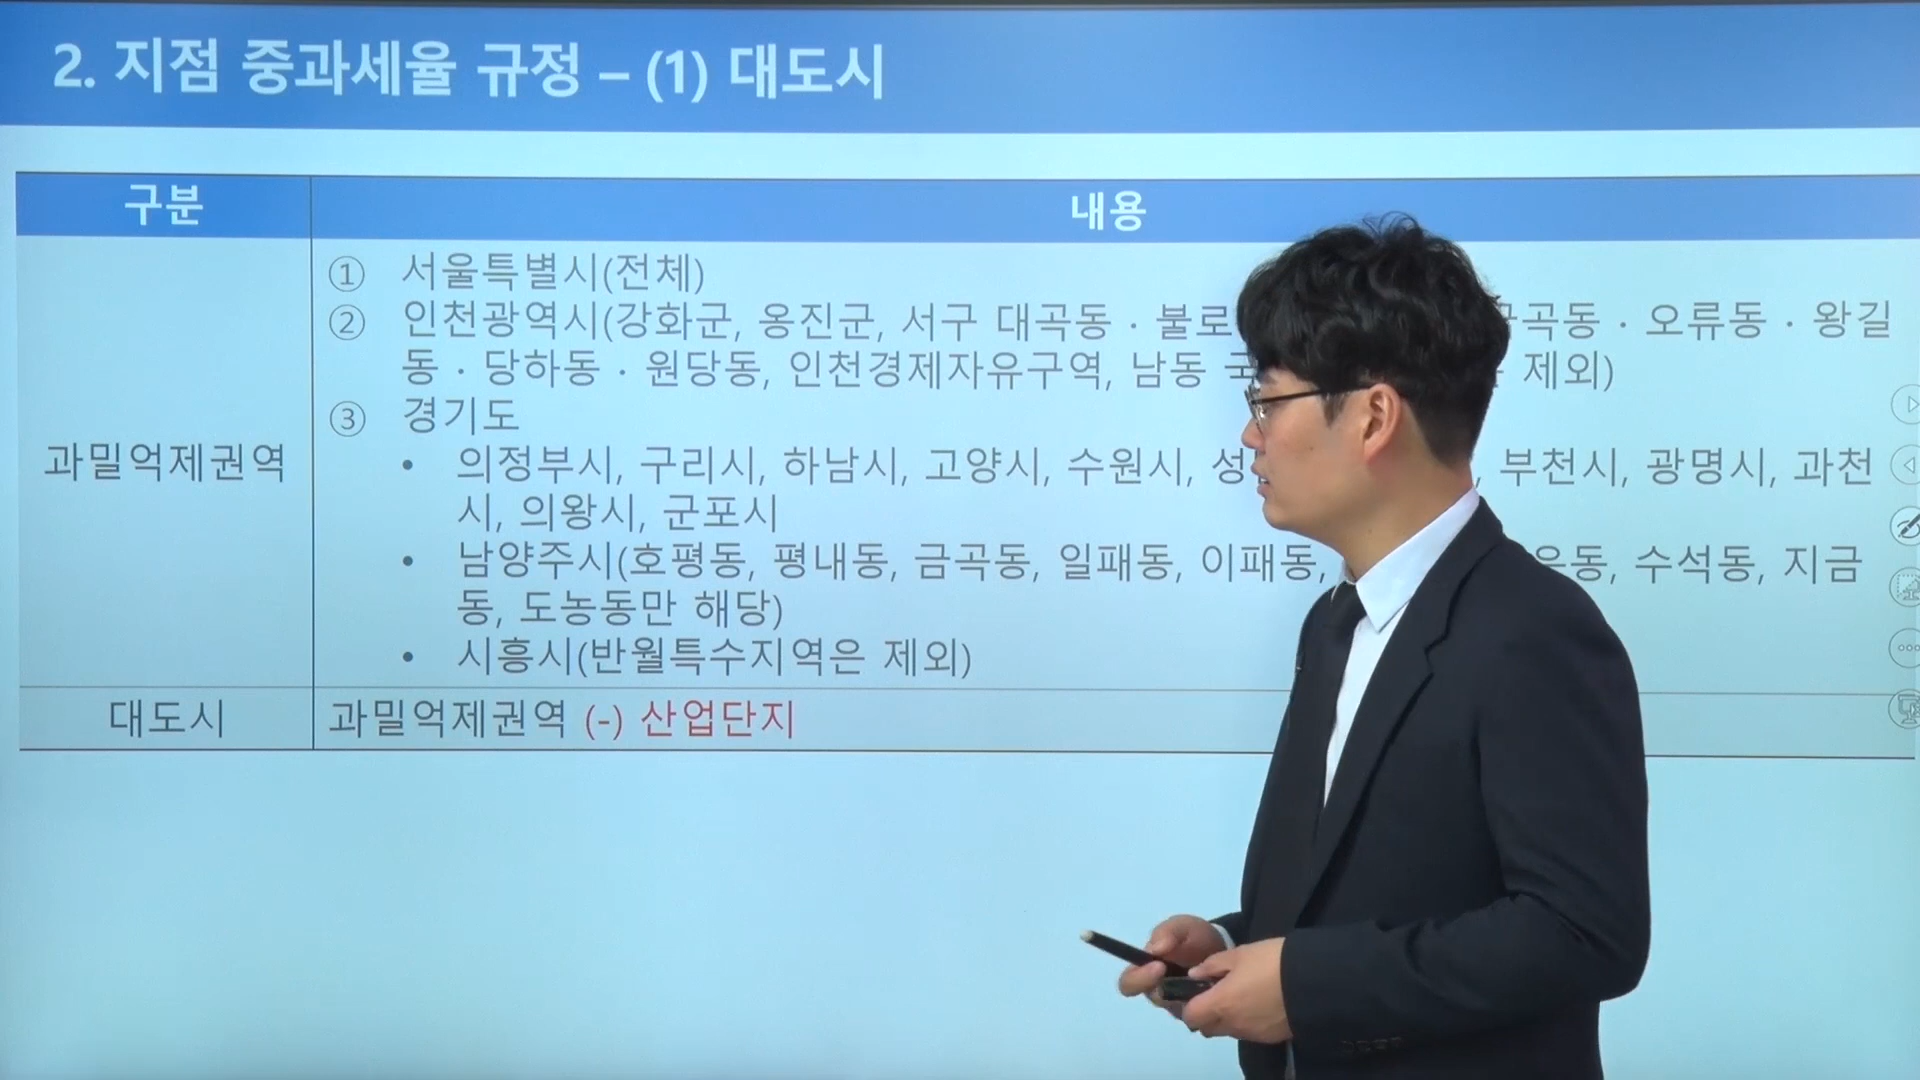 2. 지점 중과세율 규정 – (1) 대도시
구분
내용
과밀억제권역
① 서울특별시(전체)
② 인천광역시(강화군, 옹진군, 서구 대곡동 · 불로 곡동 · 오류동 · 왕길
동 · 당하동 · 원당동, 인천경제자유구역, 남동 제외)
③ 경기도
• 의정부시, 구리시, 하남시, 고양시, 수원시, 성 , 부천시, 광명시, 과천
시, 의왕시, 군포시
• 남양주시(호평동, 평내동, 금곡동, 일패동, 이패동, 동, 수석동, 지금
동, 도농동만 해당)
• 시흥시(반월특수지역은 제외)
대도시
과밀억제권역 (-) 산업단지